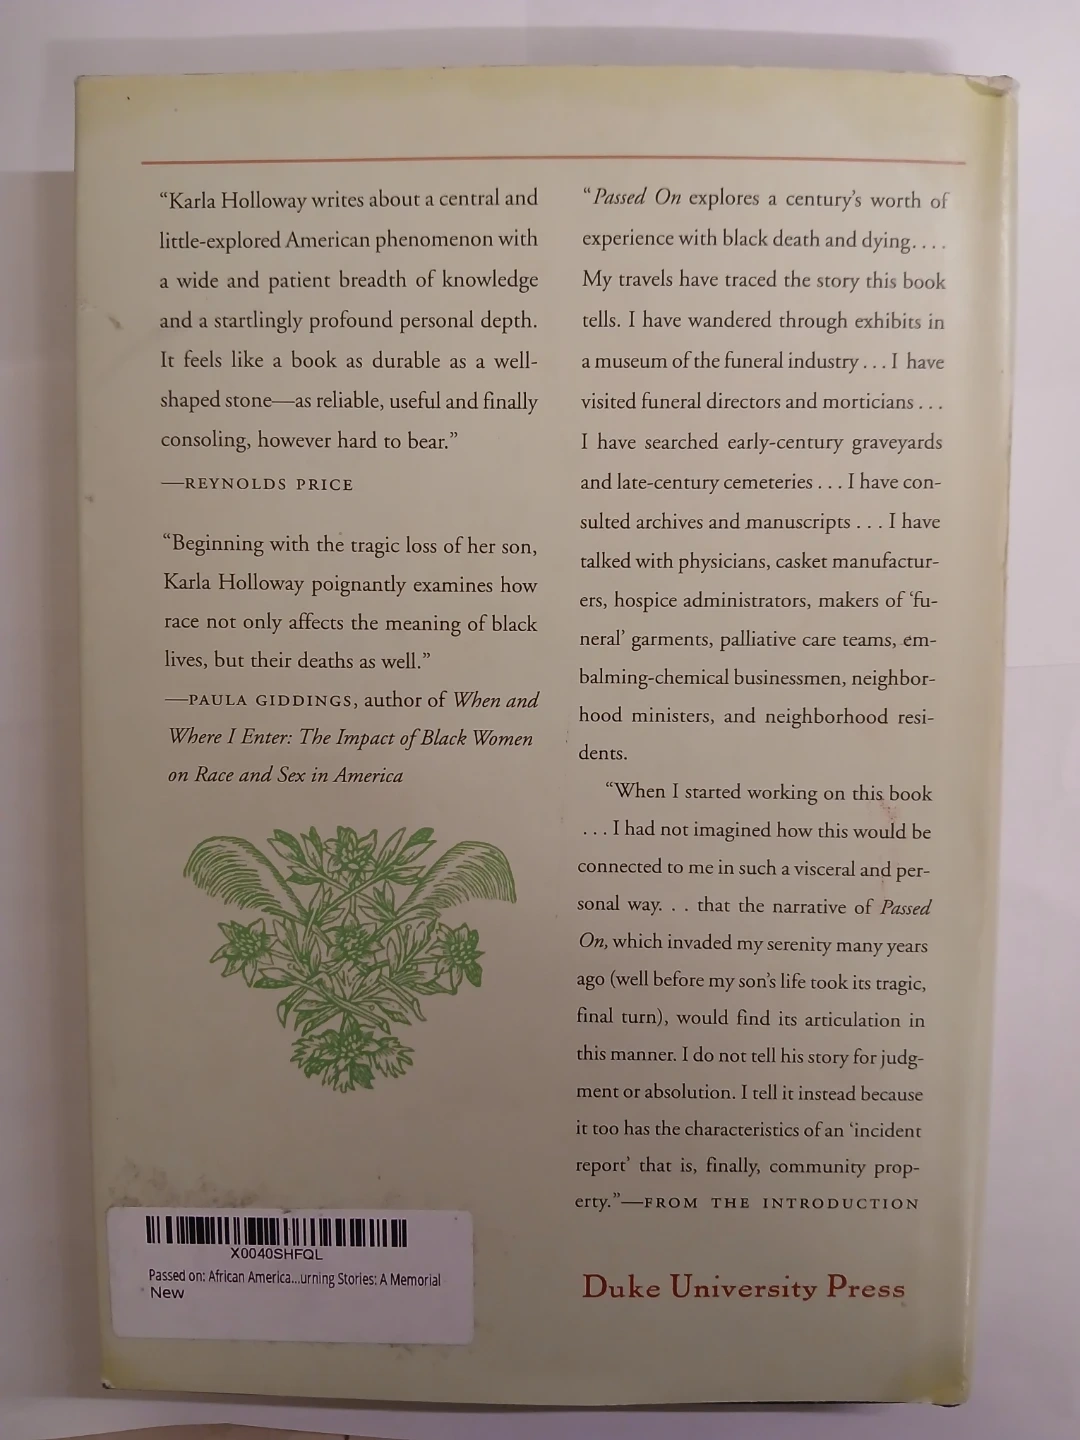 “Karla Holloway writes about a central and
little-explored American phenomenon with
a wide and patient breadth of knowledge
and a startlingly profound personal depth.
It feels like a book as durable as a well-
shaped stone—as reliable, useful and finally
consoling, however hard to bear.”
—REYNOLDS PRICE
“Beginning with the tragic loss of her son,
Karla Holloway poignantly examines how
race not only affects the meaning of black
lives, but their deaths as well.”
—PAULA GIDDINGS, author of When and
Where I Enter: The Impact of Black Women
on Race and Sex in America
“Passed On explores a century’s worth of
experience with black death and dying. . . .
My travels have traced the story this book
tells. I have wandered through exhibits in
a museum of the funeral industry . . . I have
visited funeral directors and morticians . . .
I have searched early-century graveyards
and late-century cemeteries . . . I have con-
sulted archives and manuscripts . . . I have
talked with physicians, casket manufactur-
ers, hospice administrators, makers of ‘fu-
neral’ garments, palliative care teams, em-
balming-chemical businessmen, neighbor-
hood ministers, and neighborhood resi-
dents.
“When I started working on this book
. . . I had not imagined how this would be
connected to me in such a visceral and per-
sonal way. . . that the narrative of Passed
On, which invaded my serenity many years
ago (well before my son’s life took its tragic,
final turn), would find its articulation in
this manner. I do not tell his story for judg-
ment or absolution. I tell it instead because
it too has the characteristics of an ‘incident
report’ that is, finally, community prop-
erty.”—FROM THE INTRODUCTION
X0040SHFQL
Passed on: African America...urning Stories: A Memorial
New
Duke University Press